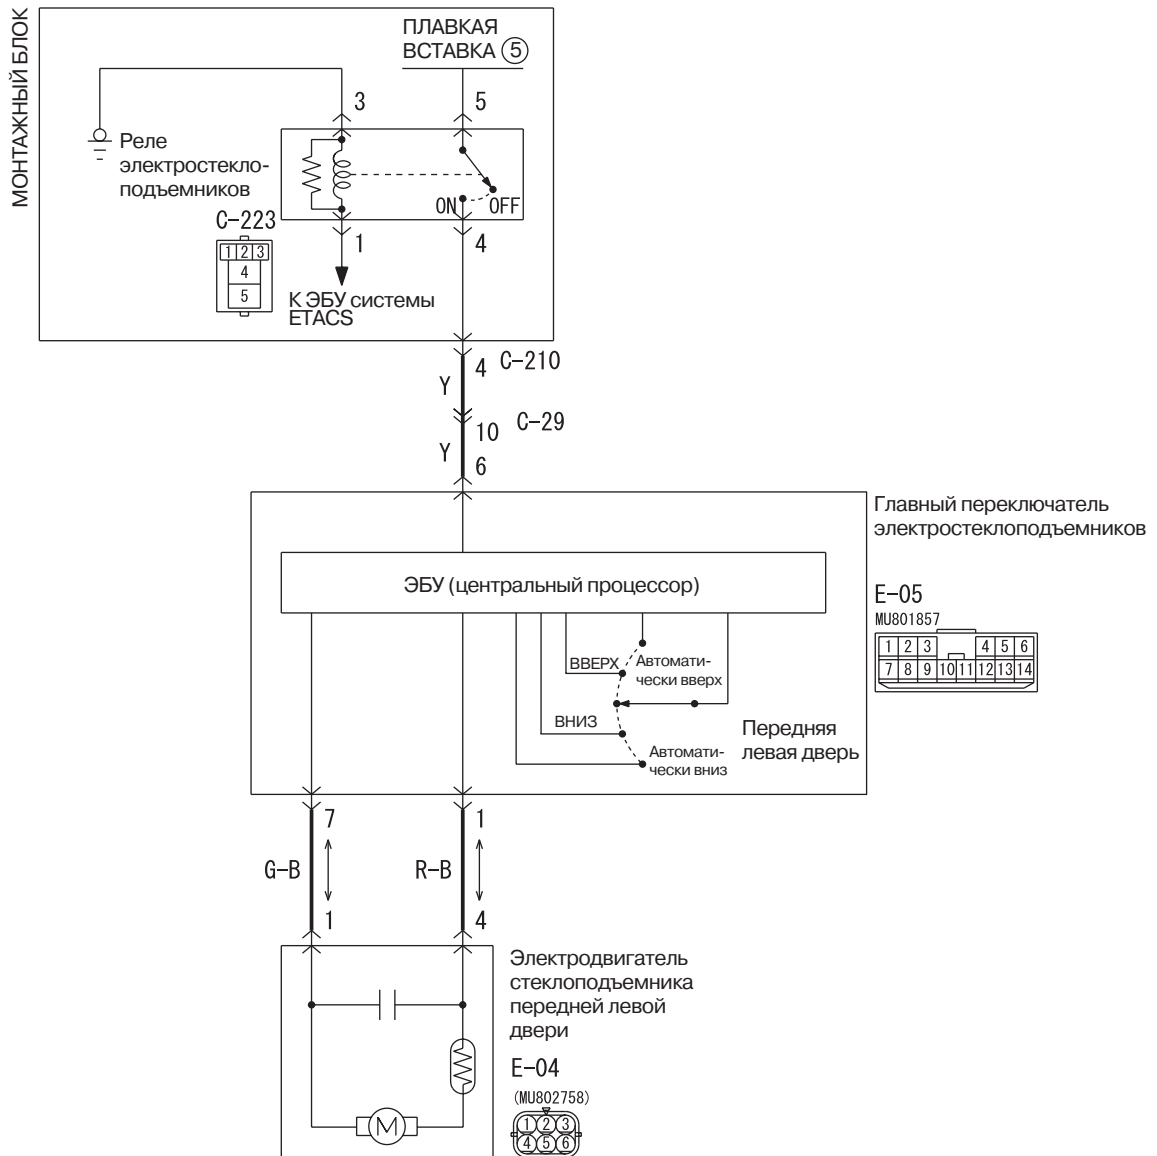 МОНТАЖНЫЙ БЛОК
ПЛАВКАЯ
ВСТАВКА 5
3
5
Реле
электростекло-
подъемников
ON
OFF
C-223
1 2 3
4
5
1
4
К ЭБУ системы
ETACS
4
C-210
Y
10
C-29
Y
6
Главный переключатель
электростеклоподъемников
ЭБУ (центральный процессор)
E-05
MU801857
1 2 3 4 5 6
7 8 9 10 11 12 13 14
ВВЕРХ
Автомати-
чески вверх
ВНИЗ
Автомати-
чески вниз
Передняя
левая дверь
7
1
G-B
R-B
1
4
Электродвигатель
стеклоподъемника
передней левой
двери
E-04
(MU802758)
1 2 3
4 5 6
M